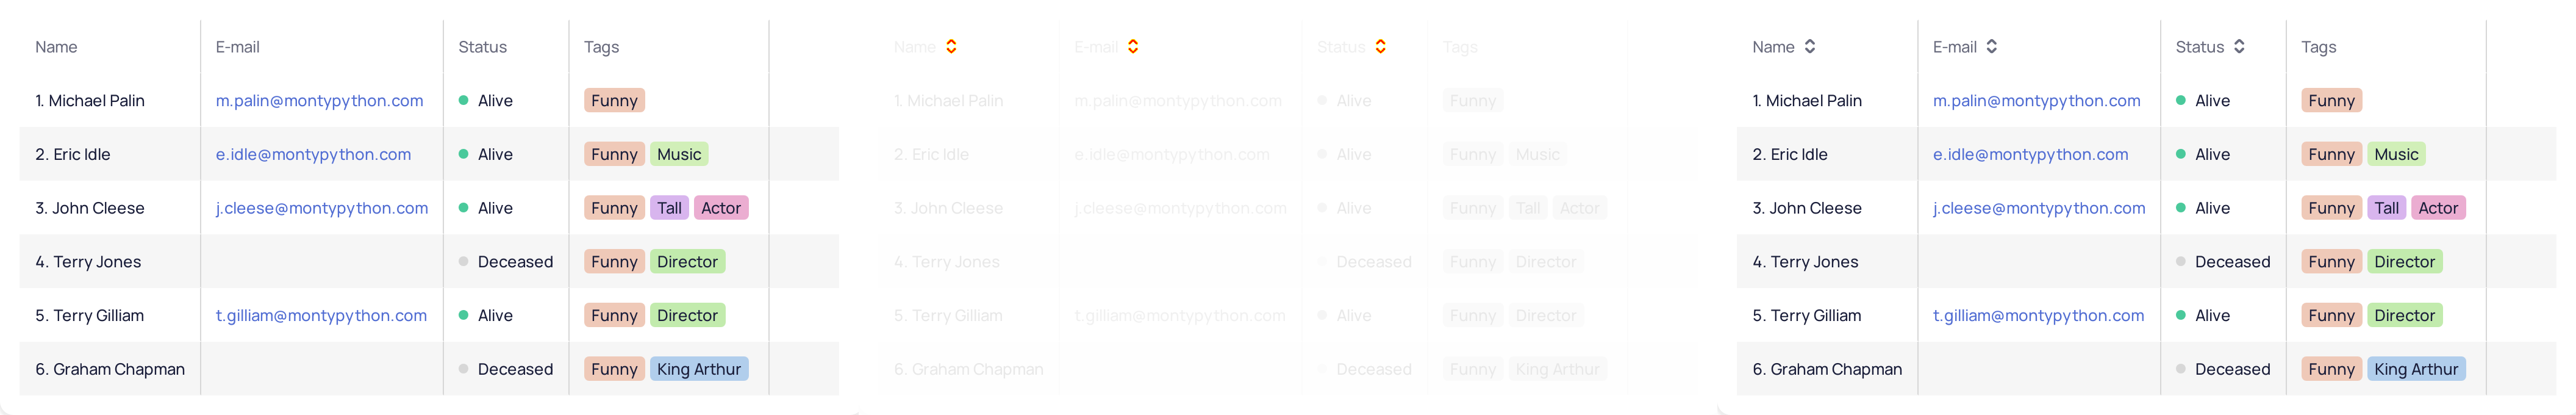 Name E-mail Status Tags
1. Michael Palin m.palin@montypython.com Alive Funny
2. Eric Idle e.idle@montypython.com Alive Funny Music
3. John Cleese j.cleese@montypython.com Alive Funny Tall Actor
4. Terry Jones Deceased Funny Director
5. Terry Gilliam t.gilliam@montypython.com Alive Funny Director
6. Graham Chapman Deceased Funny King Arthur
Name E-mail Status Tags
1. Michael Palin m.palin@montypython.com Alive Funny
2. Eric Idle e.idle@montypython.com Alive Funny Music
3. John Cleese j.cleese@montypython.com Alive Funny Tall Actor
4. Terry Jones Deceased Funny Director
5. Terry Gilliam t.gilliam@montypython.com Alive Funny Director
6. Graham Chapman Deceased Funny King Arthur
Name E-mail Status Tags
1. Michael Palin m.palin@montypython.com Alive Funny
2. Eric Idle e.idle@montypython.com Alive Funny Music
3. John Cleese j.cleese@montypython.com Alive Funny Tall Actor
4. Terry Jones Deceased Funny Director
5. Terry Gilliam t.gilliam@montypython.com Alive Funny Director
6. Graham Chapman Deceased Funny King Arthur